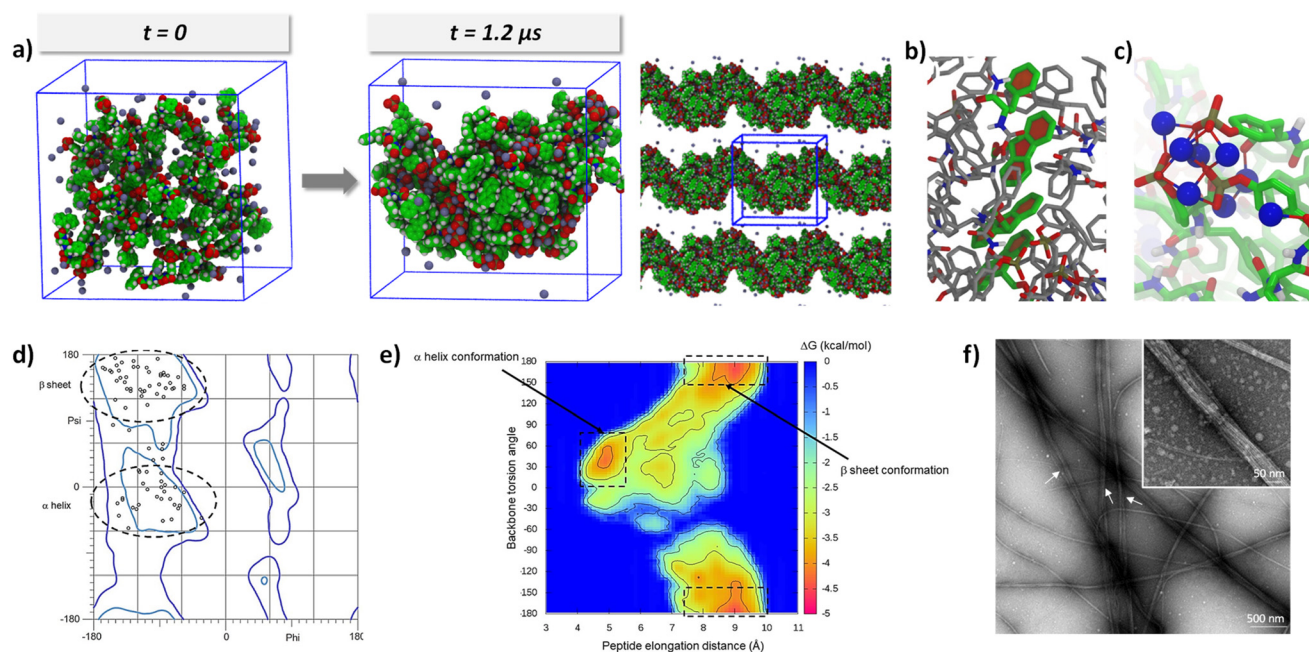 a)
t = 0
t = 1.2 µs
b)
c)
d)
180
β sheet
Psi
0
α helix
-180
-180
0
Phi
180
e)
α helix conformation
ΔG (kcal/mol)
180
150
120
90
60
30
0
-30
-60
-90
-120
-150
-180
Backbone torsion angle
β sheet conformation
3 4 5 6 7 8 9 10 11
Peptide elongation distance (Å)
0
-0.5
-1
-1.5
-2
-2.5
-3
-3.5
-4
-4.5
-5
f)
50 nm
500 nm